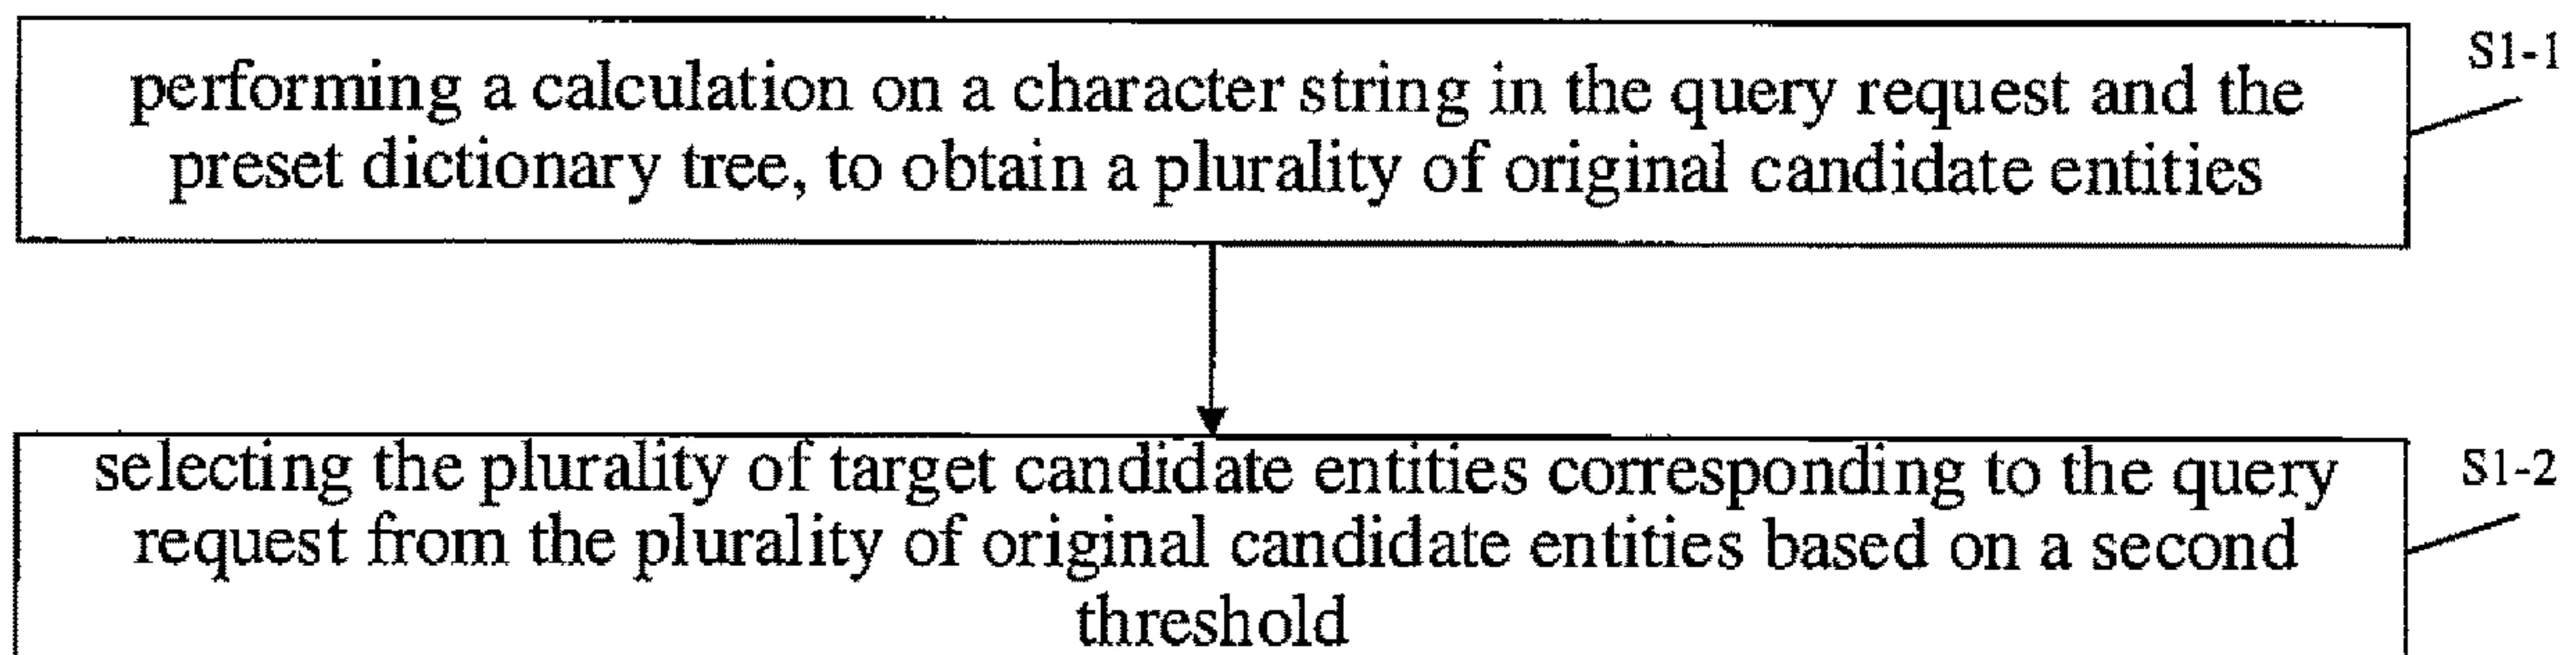 performing a calculation on a character string in the query request and the
preset dictionary tree, to obtain a plurality of original candidate entities
S1-1
selecting the plurality of target candidate entities corresponding to the query
request from the plurality of original candidate entities based on a second
threshold
S1-2